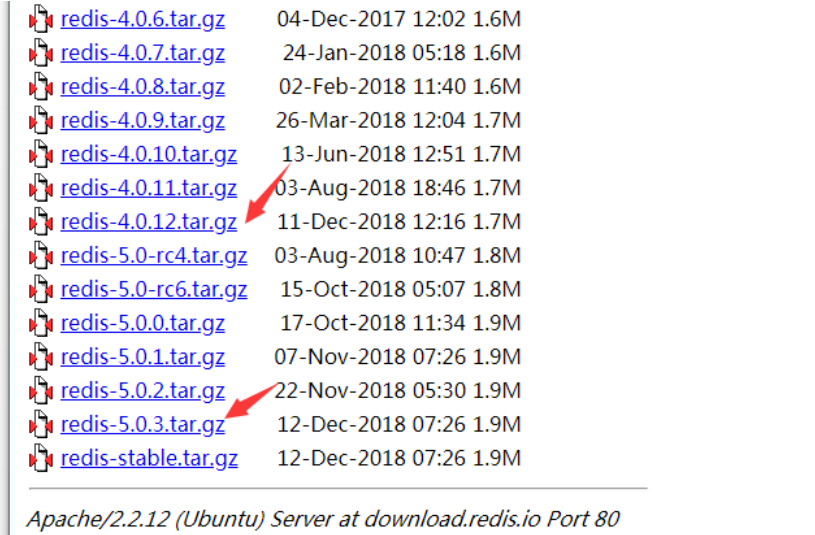 redis-4.0.6.tar.gz 04-Dec-2017 12:02 1.6M
redis-4.0.7.tar.gz 24-Jan-2018 05:18 1.6M
redis-4.0.8.tar.gz 02-Feb-2018 11:40 1.6M
redis-4.0.9.tar.gz 26-Mar-2018 12:04 1.7M
redis-4.0.10.tar.gz 13-Jun-2018 12:51 1.7M
redis-4.0.11.tar.gz 03-Aug-2018 18:46 1.7M
redis-4.0.12.tar.gz 11-Dec-2018 12:16 1.7M
redis-5.0-rc4.tar.gz 03-Aug-2018 10:47 1.8M
redis-5.0-rc6.tar.gz 15-Oct-2018 05:07 1.8M
redis-5.0.0.tar.gz 17-Oct-2018 11:34 1.9M
redis-5.0.1.tar.gz 07-Nov-2018 07:26 1.9M
redis-5.0.2.tar.gz 22-Nov-2018 05:30 1.9M
redis-5.0.3.tar.gz 12-Dec-2018 07:26 1.9M
redis-stable.tar.gz 12-Dec-2018 07:26 1.9M
Apache/2.2.12 (Ubuntu) Server at download.redis.io Port 80